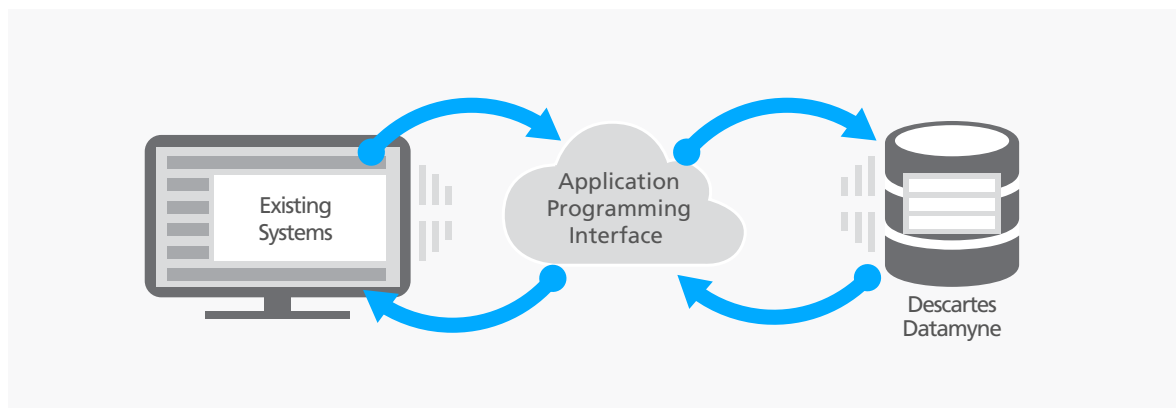 Existing
Systems
Application
Programming
Interface
Descartes
Datamyne